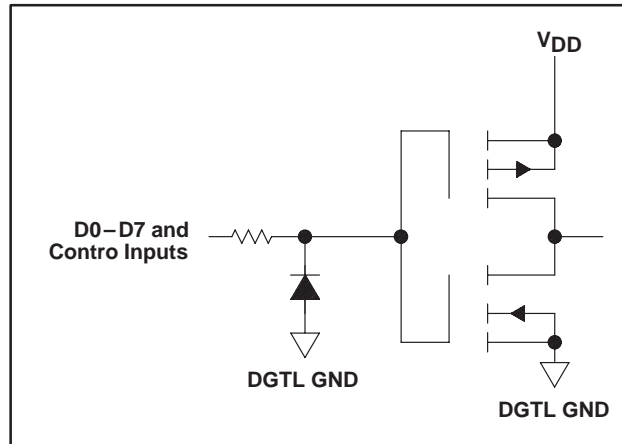 VDD
D0–D7 and
Contro Inputs
DGTL GND
DGTL GND